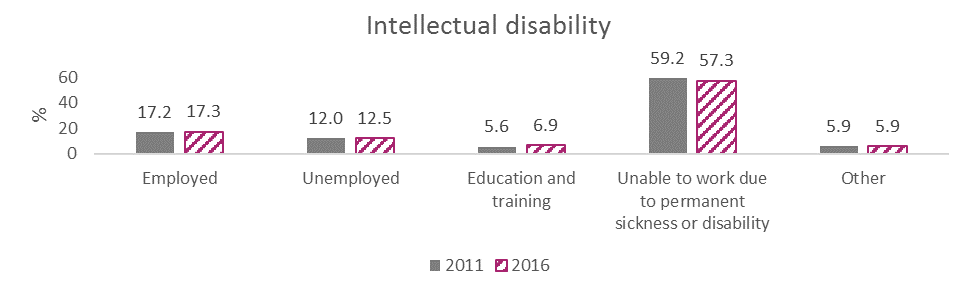 Intellectual disability
59.2 57.3
17.2 17.3 12.0 12.5 5.6 6.9 5.9 5.9
%
60
40
20
0
Employed
Unemployed
Education and
training
Unable to work due
to permanent
sickness or disability
Other
2011 2016